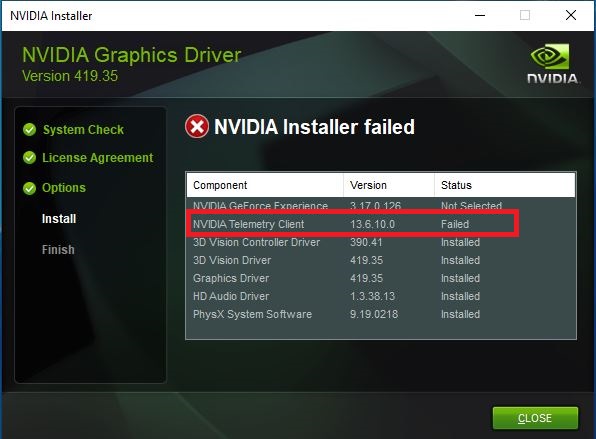 NVIDIA Installer
NVIDIA Graphics Driver
Version 419.35
NVIDIA.
System Check
License Agreement
Options
Install
Finish
NVIDIA Installer failed
Component Version Status
NVIDIA GeForce Experience 3.17.0.126 Not Selected
NVIDIA Telemetry Client 13.6.10.0 Failed
3D Vision Controller Driver 390.41 Installed
3D Vision Driver 419.35 Installed
Graphics Driver 419.35 Installed
HD Audio Driver 1.3.38.13 Installed
PhysX System Software 9.19.0218 Installed
CLOSE